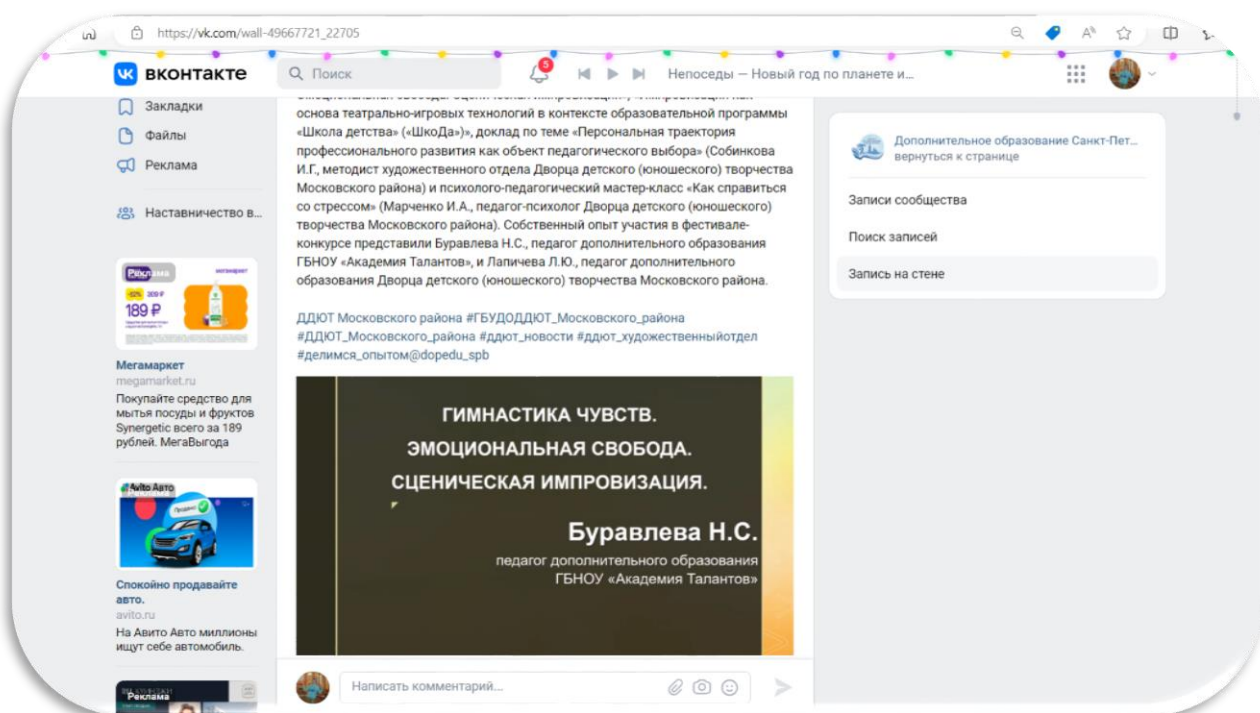 https://vk.com/wall-49667721_22705
вконтакте
Поиск
5
Непоседы — Новый год по планете и...
Закладки
Файлы
Реклама
Наставничество в...
Реклама
мегамаркет
189 ₽
Мегамаркет
megamarket.ru
Покупайте средство для
мытья посуды и фруктов
Synergetic всего за 189
рублей. МегаВыгода
Avito Авто
Продано
Спокойно продавайте
авто.
avito.ru
На Авито Авто миллионы
ищут себе автомобиль.
Реклама
основа театрально-игровых технологий в контексте образовательной программы
«Школа детства («ШкоДа»)», доклад по теме «Персональная траектория
профессионального развития как объект педагогического выбора» (Собинкова
И.Г., методист художественного отдела Дворца детского (юношеского) творчества
Московского района) и психолого-педагогический мастер-класс «Как справиться
со стрессом» (Марченко И.А., педагог-психолог Дворца детского (юношеского)
творчества Московского района). Собственный опыт участия в фестивале-
конкурсе представили Буравлева Н.С., педагог дополнительного образования
ГБНОУ «Академия Талантов», и Лапичева Л.Ю., педагог дополнительного
образования Дворца детского (юношеского) творчества Московского района.
ДДЮТ Московского района #ГБУДОДДЮТ_Московского_района
#ДДЮТ_Московского_района #ддют_новости #ддют_художественныйотдел
#делимся_опытом@dopedu_spb
ГИМНАСТИКА ЧУВСТВ.
ЭМОЦИОНАЛЬНАЯ СВОБОДА.
СЦЕНИЧЕСКАЯ ИМПРОВИЗАЦИЯ.
Буравлева Н.С.
педагог дополнительного образования
ГБНОУ «Академия Талантов»
Написать комментарий...
Дополнительное образование Санкт-Пет...
вернуться к странице
Записи сообщества
Поиск записей
Запись на стене